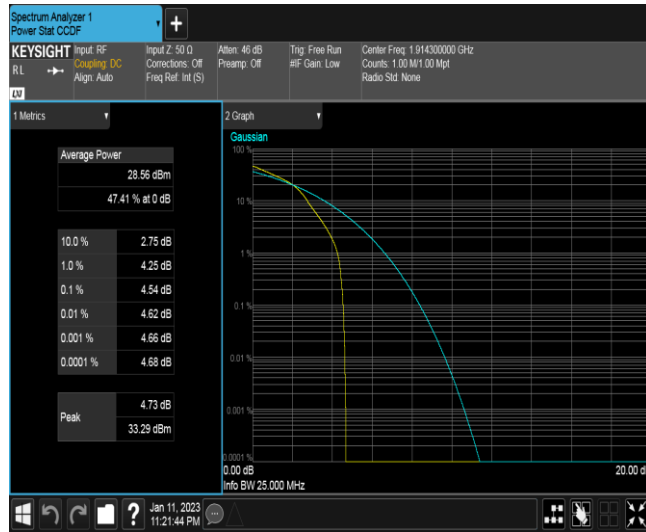 Spectrum Analyzer 1
Power Stat CCDF
+
KEYSIGHT
RL
LXI
Input: RF
Coupling: DC
Align: Auto
Input Z: 50 Ω
Corrections: Off
Freq Ref: Int (S)
Atten: 46 dB
Preamp: Off
Trig: Free Run
#IF Gain: Low
Center Freq: 1.914300000 GHz
Counts: 1.00 M/1.00 Mpt
Radio Std: None
1 Metrics
Average Power
28.56 dBm
47.41 % at 0 dB
10.0 % 2.75 dB
1.0 % 4.25 dB
0.1 % 4.54 dB
0.01 % 4.62 dB
0.001 % 4.66 dB
0.0001 % 4.68 dB
Peak
4.73 dB
33.29 dBm
2 Graph
Gaussian
100 %
10 %
1 %
0.1 %
0.01 %
0.001 %
0.0001 %
0.00 dB 20.00 d
Info BW 25.000 MHz
?
Jan 11, 2023
11:21:44 PM